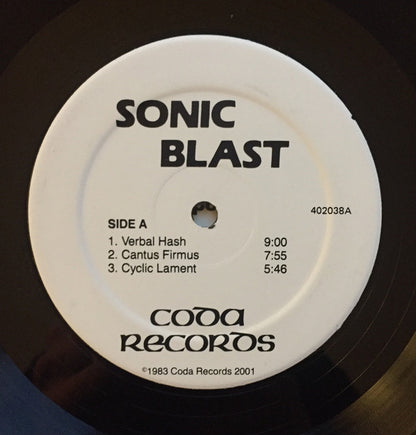 SONIC
BLAST
402038A
SIDE A
1. Verbal Hash 9:00
2. Cantus Firmus 7:55
3. Cyclic Lament 5:46
CODA
RECORDS
©1983 Coda Records 2001